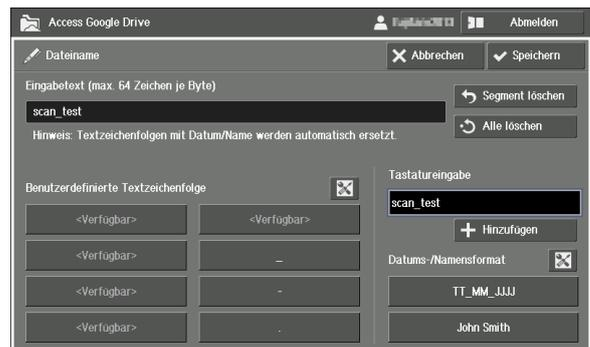 Access Google Drive
Abmelden
Dateiname
Abbrechen
Speichern
Eingabetext (max. 64 Zeichen je Byte)
scan_test
Segment löschen
Hinweis: Textzeichenfolgen mit Datum/Name werden automatisch ersetzt.
Alle löschen
Benutzerdefinierte Textzeichenfolge
<Verfügbar>
<Verfügbar>
<Verfügbar>
_
<Verfügbar>
-
<Verfügbar>
.
Tastatureingabe
scan_test
Hinzufügen
Datums-/Namensformat
TT_MM_JJJJ
John Smith